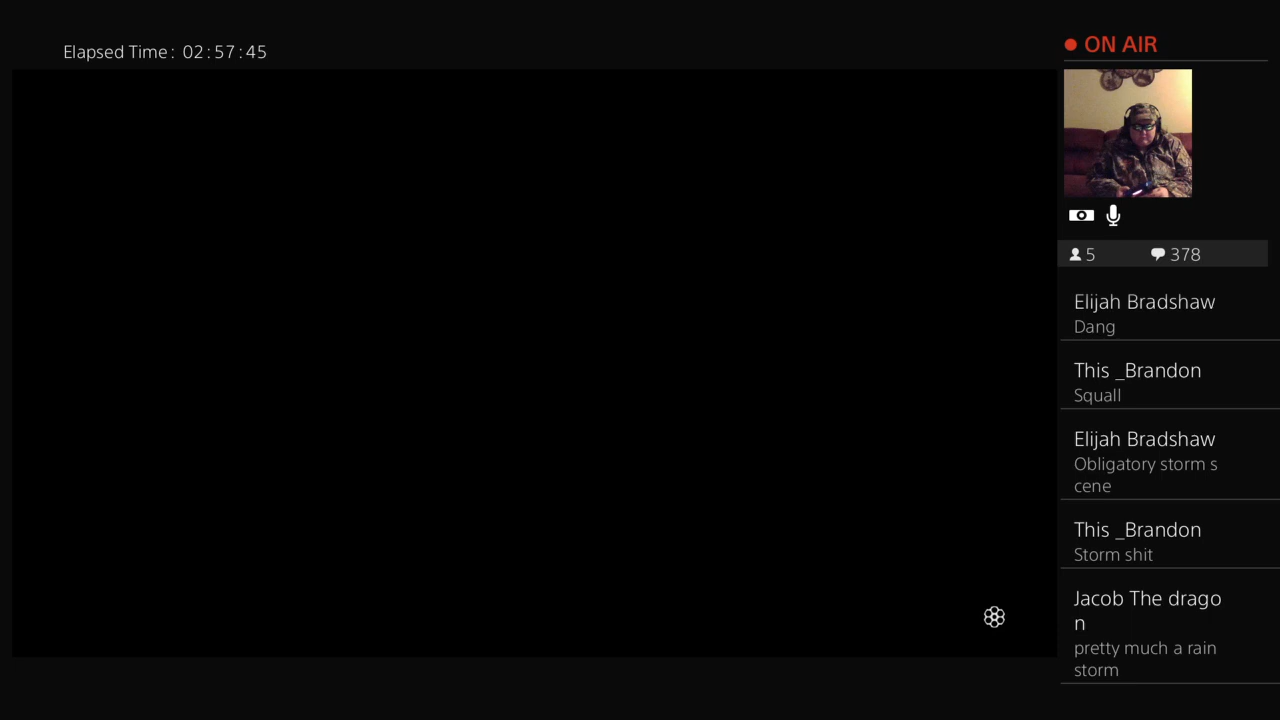 Elapsed Time: 02:57:45
ON AIR
5 378
Elijah Bradshaw
Dang
This _Brandon
Squall
Elijah Bradshaw
Obligatory storm s
cene
This _Brandon
Storm shit
Jacob The drago
n
pretty much a rain
storm